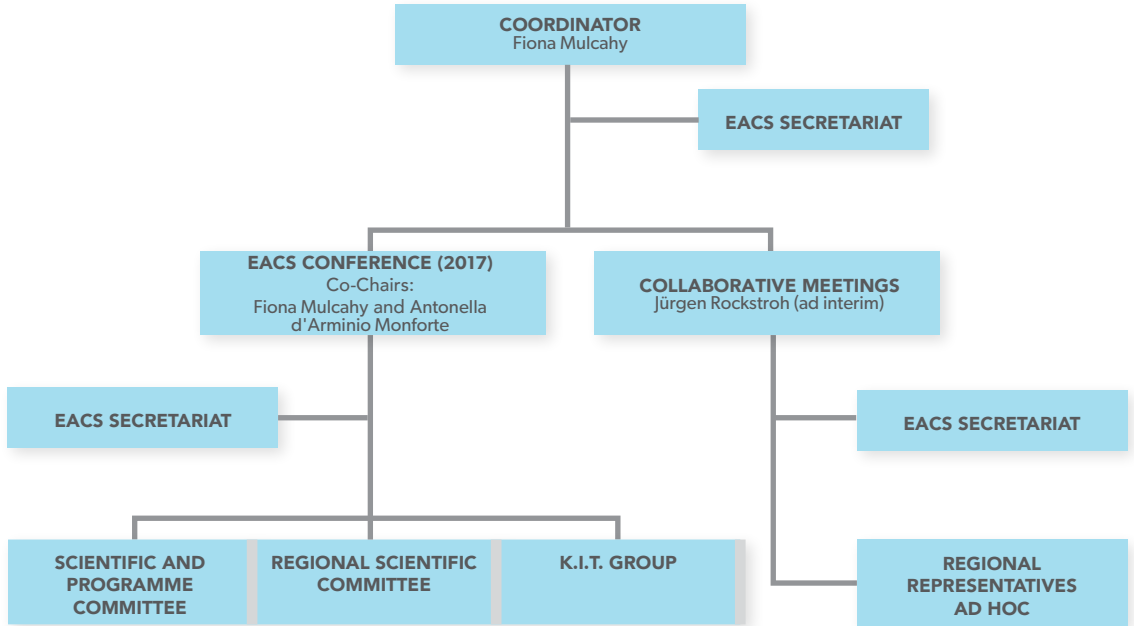 COORDINATOR
Fiona Mulcahy
EACS SECRETARIAT
EACS CONFERENCE (2017)
Co-Chairs:
Fiona Mulcahy and Antonella
d'Arminio Monforte
COLLABORATIVE MEETINGS
Jürgen Rockstroh (ad interim)
EACS SECRETARIAT
EACS SECRETARIAT
SCIENTIFIC AND
PROGRAMME
COMMITTEE
REGIONAL SCIENTIFIC
COMMITTEE
K.I.T. GROUP
REGIONAL
REPRESENTATIVES
AD HOC